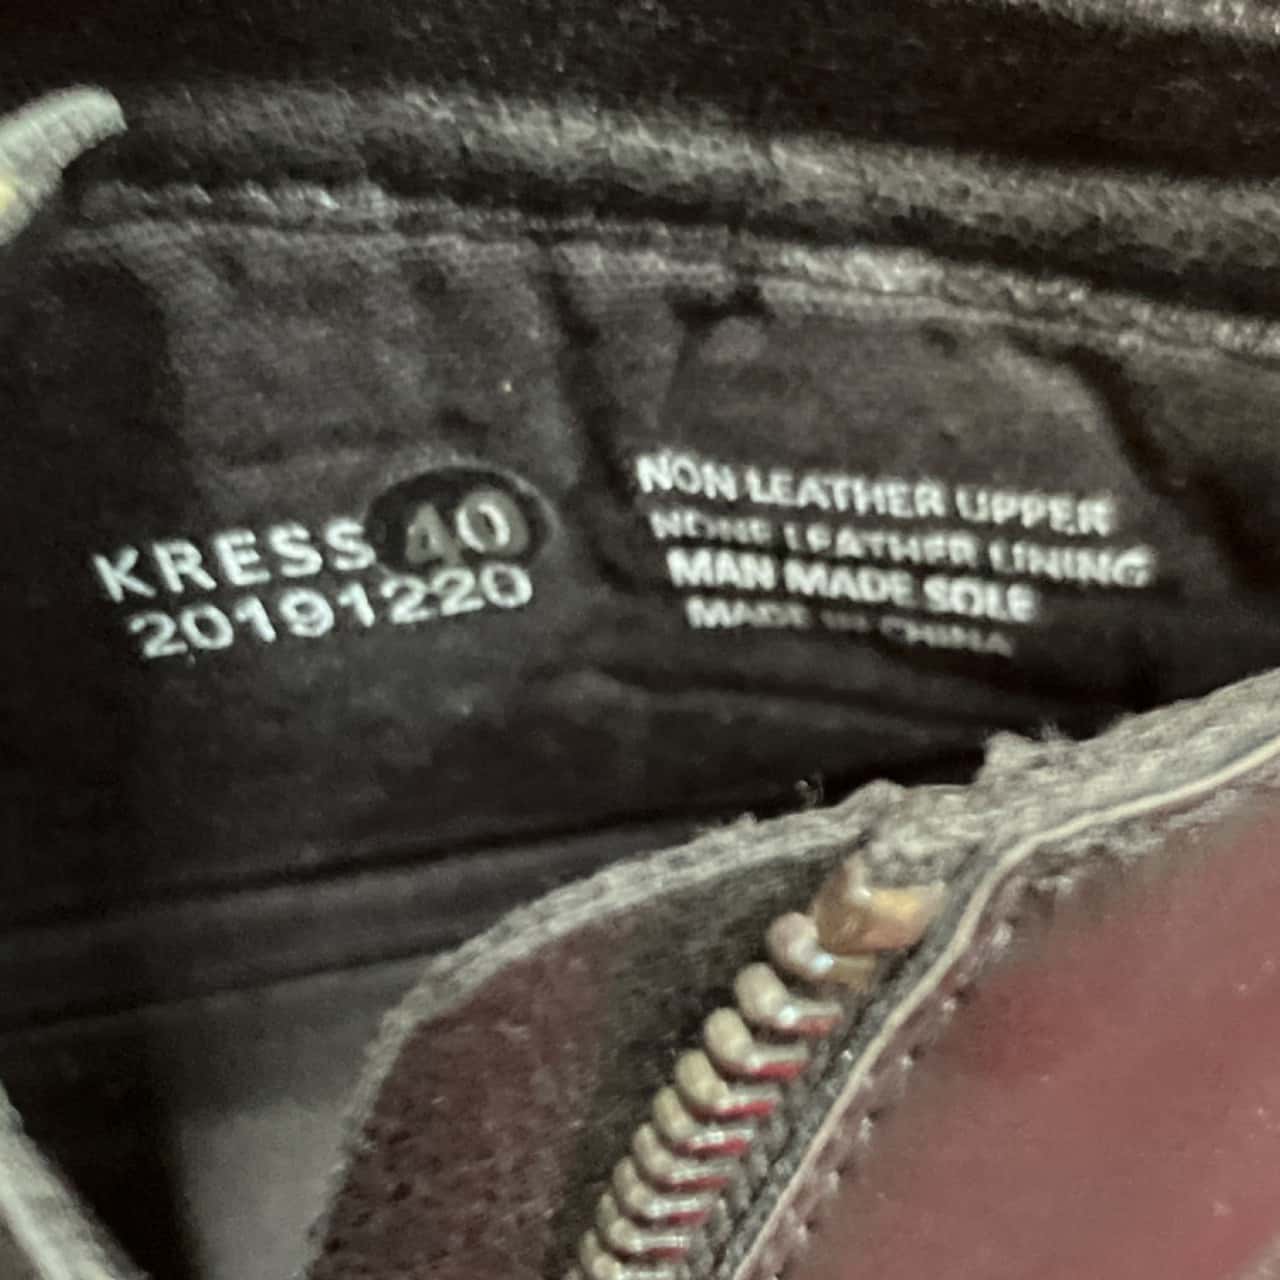 KRESS 40
20191220
NON LEATHER UPPER
NONE LEATHER LINING
MAN MADE SOLE
MADE IN CHINA